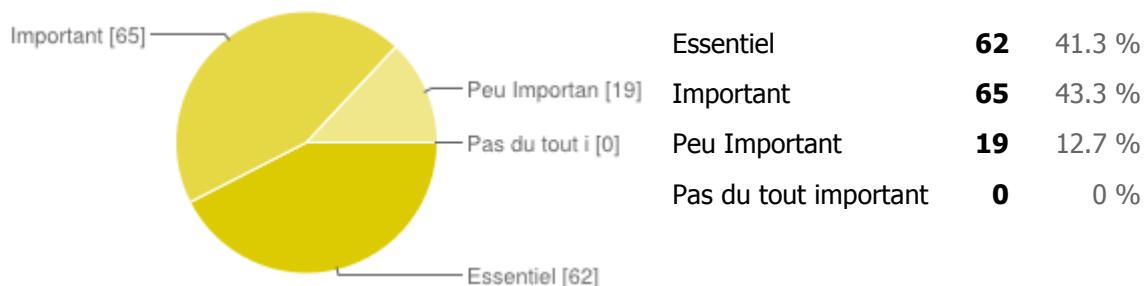 Important [65]
Peu Importan [19]
Pas du tout i [0]
Essentiel [62]
Essentiel 62 41.3 %
Important 65 43.3 %
Peu Important 19 12.7 %
Pas du tout important 0 0 %